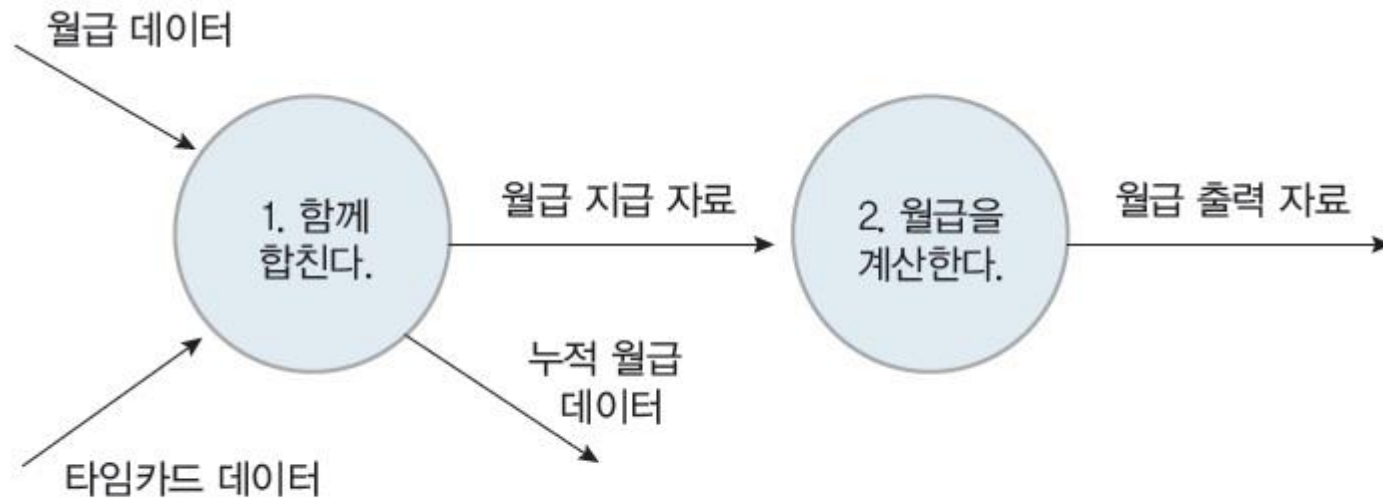 월급 데이터
1. 함께
합친다.
월급 지급 자료
2. 월급을
계산한다.
월급 출력 자료
누적 월급
데이터
타임카드 데이터